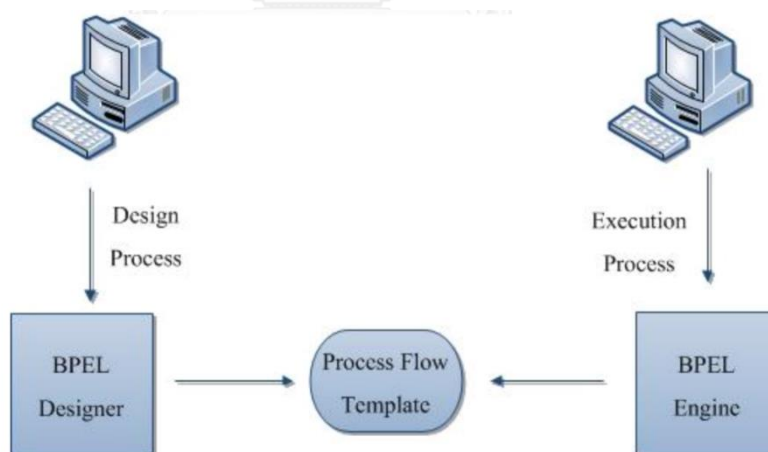 Design
Process
Execution
Process
BPEL
Designer
Process Flow
Template
BPEL
Engine